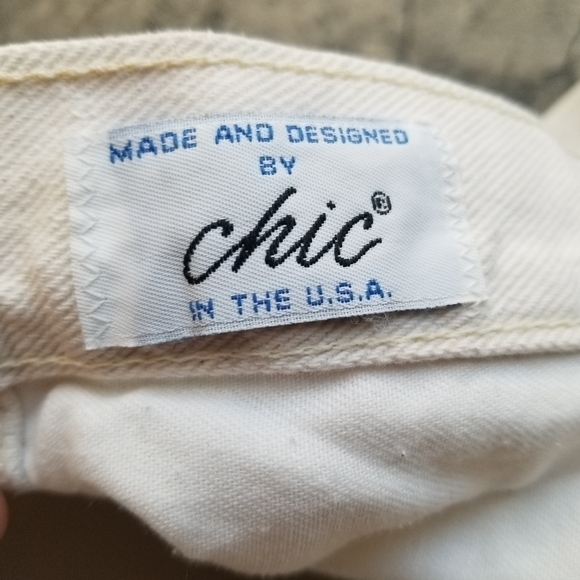 MADE AND DESIGNED
BY
chic®
IN THE U.S.A.